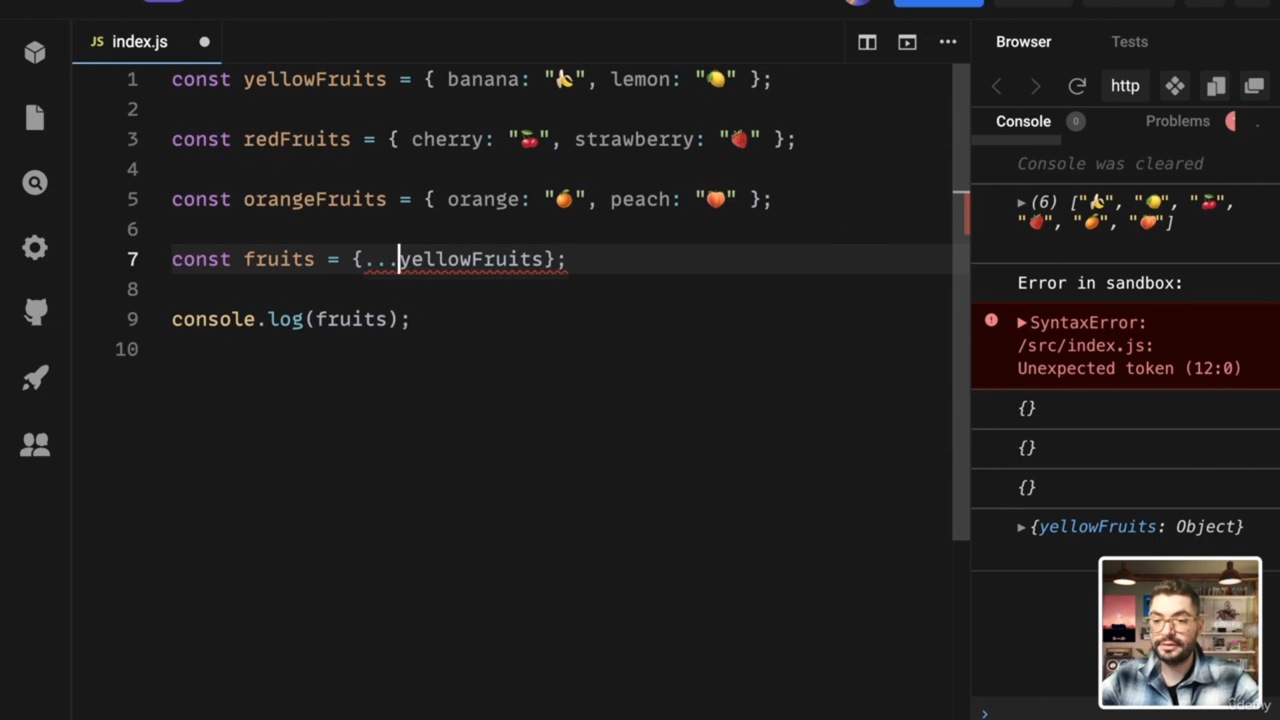 JS index.js
1 const yellowFruits = { banana: "🍌", lemon: "🍋" };
2
3 const redFruits = { cherry: "🍒", strawberry: "🍓" };
4
5 const orangeFruits = { orange: "🍊", peach: "🍑" };
6
7 const fruits = {...yellowFruits};
8
9 console.log(fruits);
10
Browser Tests
http
Console 0 Problems
Console was cleared
▶(6) ["🍌", "🍋", "🍒",
"🍓", "🍊", "🍑"]
Error in sandbox:
▶SyntaxError:
/src/index.js:
Unexpected token (12:0)
{}
{}
{}
▶{yellowFruits: Object}
ûdemy